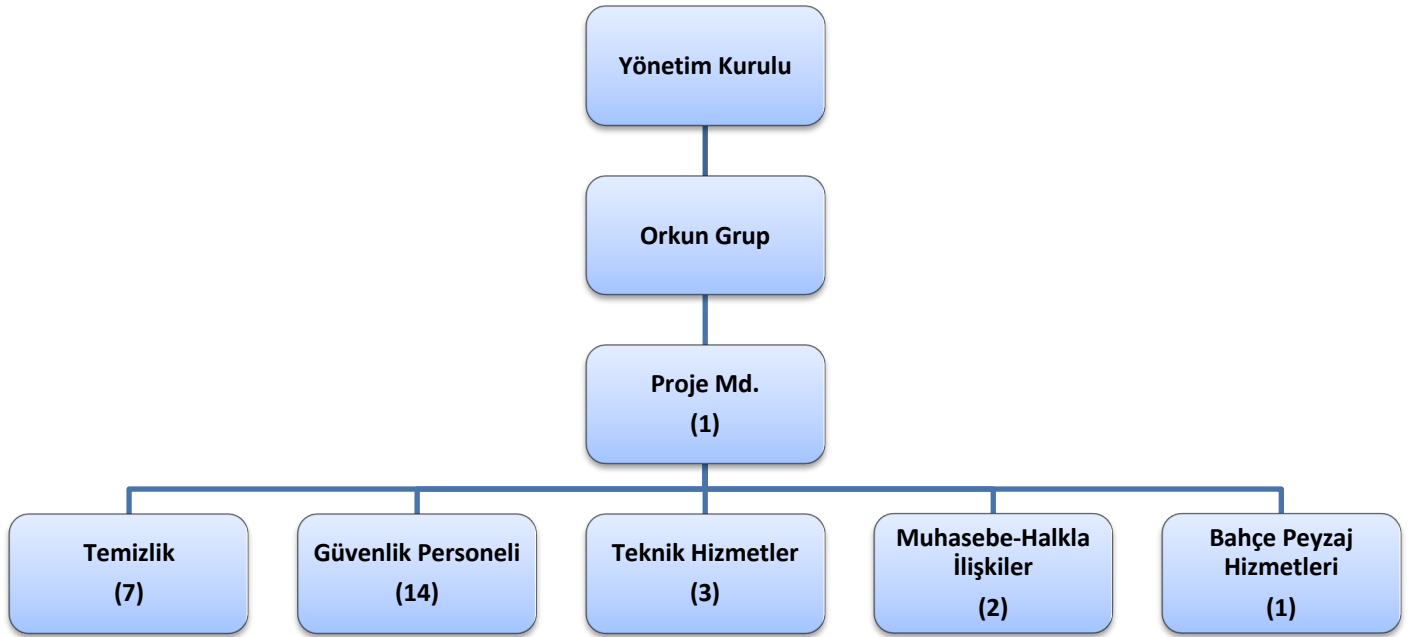 Yönetim Kurulu
Orkun Grup
Proje Md.
(1)
Temizlik
(7)
Güvenlik Personeli
(14)
Teknik Hizmetler
(3)
Muhasebe-Halkla
İlişkiler
(2)
Bahçe Peyzaj
Hizmetleri
(1)